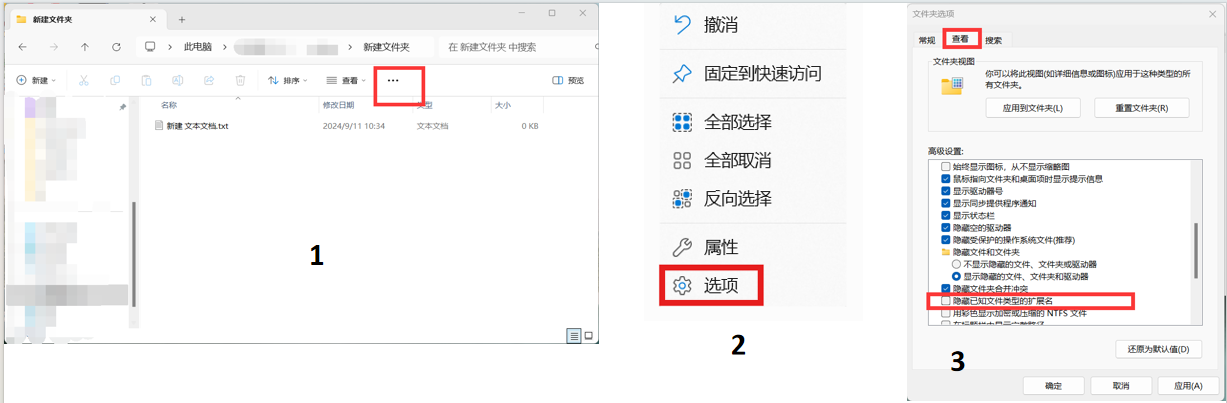 新建文件夹
此电脑
新建文件夹
在 新建文件夹 中搜索
新建
排序
查看
...
预览
名称
修改日期
类型
大小
新建 文本文档.txt
2024/9/11 10:34
文本文档
0 KB
1
撤消
固定到快速访问
全部选择
全部取消
反向选择
属性
选项
2
文件夹选项
常规
查看
搜索
文件夹视图
你可以将此视图(如详细信息或图标)应用于这种类型的所
有文件夹。
应用到文件夹(L)
重置文件夹(R)
高级设置:
始终显示图标，从不显示缩略图
鼠标指向文件夹和桌面项时显示提示信息
显示驱动器号
显示同步提供程序通知
显示状态栏
隐藏空的驱动器
隐藏受保护的操作系统文件(推荐)
隐藏文件和文件夹
不显示隐藏的文件、文件夹或驱动器
显示隐藏的文件、文件夹和驱动器
隐藏文件夹合并冲突
隐藏已知文件类型的扩展名
用彩色显示加密或压缩的 NTFS 文件
还原为默认值(D)
3
确定
取消
应用(A)